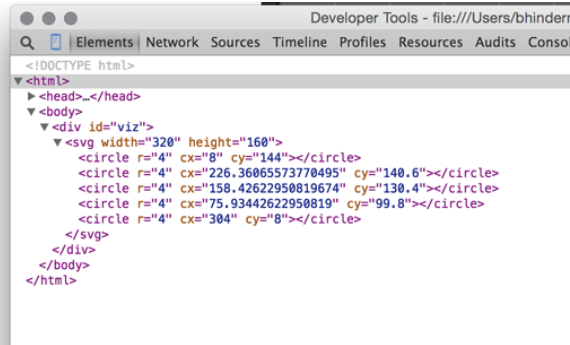 Developer Tools - file:///Users/bhinderr
Elements Network Sources Timeline Profiles Resources Audits Consol
<!DOCTYPE html>
▼<html>
▶<head>…</head>
▼<body>
▼<div id="viz">
▼<svg width="320" height="160">
<circle r="4" cx="8" cy="144"></circle>
<circle r="4" cx="226.36065573770495" cy="140.6"></circle>
<circle r="4" cx="158.42622950819674" cy="130.4"></circle>
<circle r="4" cx="75.93442622950819" cy="99.8"></circle>
<circle r="4" cx="304" cy="8"></circle>
</svg>
</div>
</body>
</html>